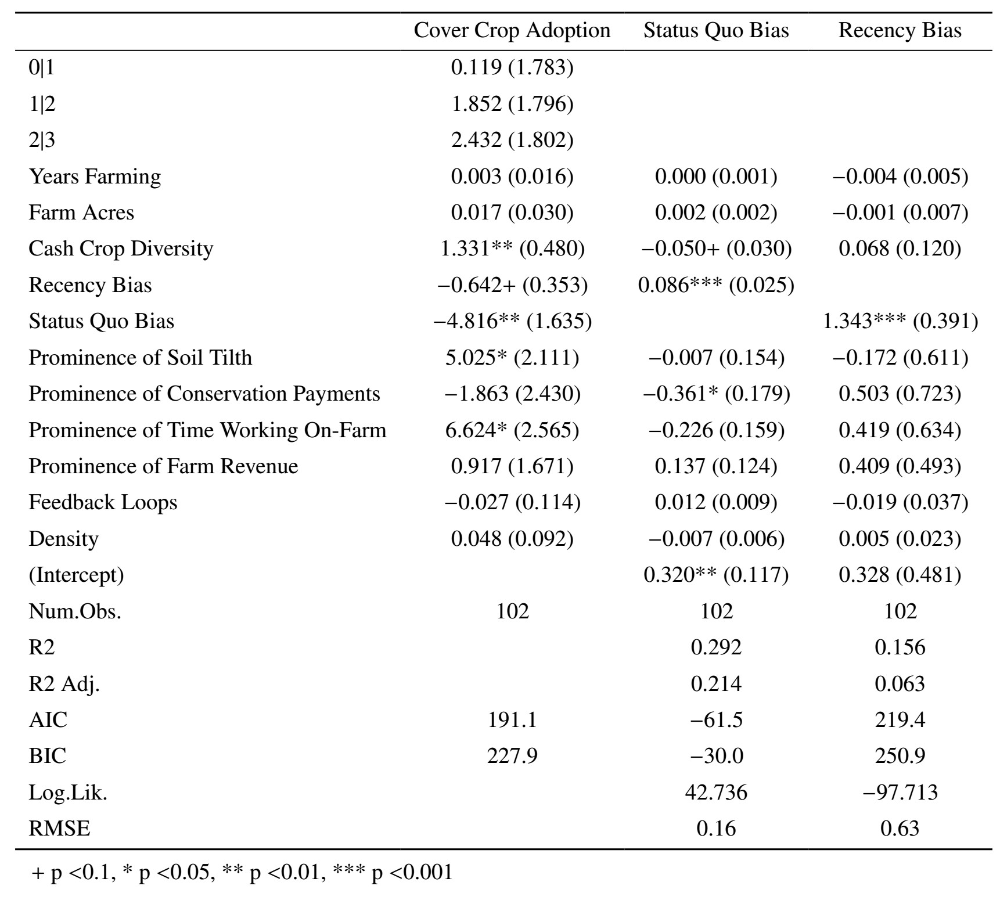 Cover Crop Adoption Status Quo Bias Recency Bias
0|1 0.119 (1.783)
1|2 1.852 (1.796)
2|3 2.432 (1.802)
Years Farming 0.003 (0.016) 0.000 (0.001) −0.004 (0.005)
Farm Acres 0.017 (0.030) 0.002 (0.002) −0.001 (0.007)
Cash Crop Diversity 1.331** (0.480) −0.050+ (0.030) 0.068 (0.120)
Recency Bias −0.642+ (0.353) 0.086*** (0.025)
Status Quo Bias −4.816** (1.635) 1.343*** (0.391)
Prominence of Soil Tilth 5.025* (2.111) −0.007 (0.154) −0.172 (0.611)
Prominence of Conservation Payments −1.863 (2.430) −0.361* (0.179) 0.503 (0.723)
Prominence of Time Working On-Farm 6.624* (2.565) −0.226 (0.159) 0.419 (0.634)
Prominence of Farm Revenue 0.917 (1.671) 0.137 (0.124) 0.409 (0.493)
Feedback Loops −0.027 (0.114) 0.012 (0.009) −0.019 (0.037)
Density 0.048 (0.092) −0.007 (0.006) 0.005 (0.023)
(Intercept) 0.320** (0.117) 0.328 (0.481)
Num.Obs. 102 102 102
R2 0.292 0.156
R2 Adj. 0.214 0.063
AIC 191.1 −61.5 219.4
BIC 227.9 −30.0 250.9
Log.Lik. 42.736 −97.713
RMSE 0.16 0.63
+ p <0.1, * p <0.05, ** p <0.01, *** p <0.001